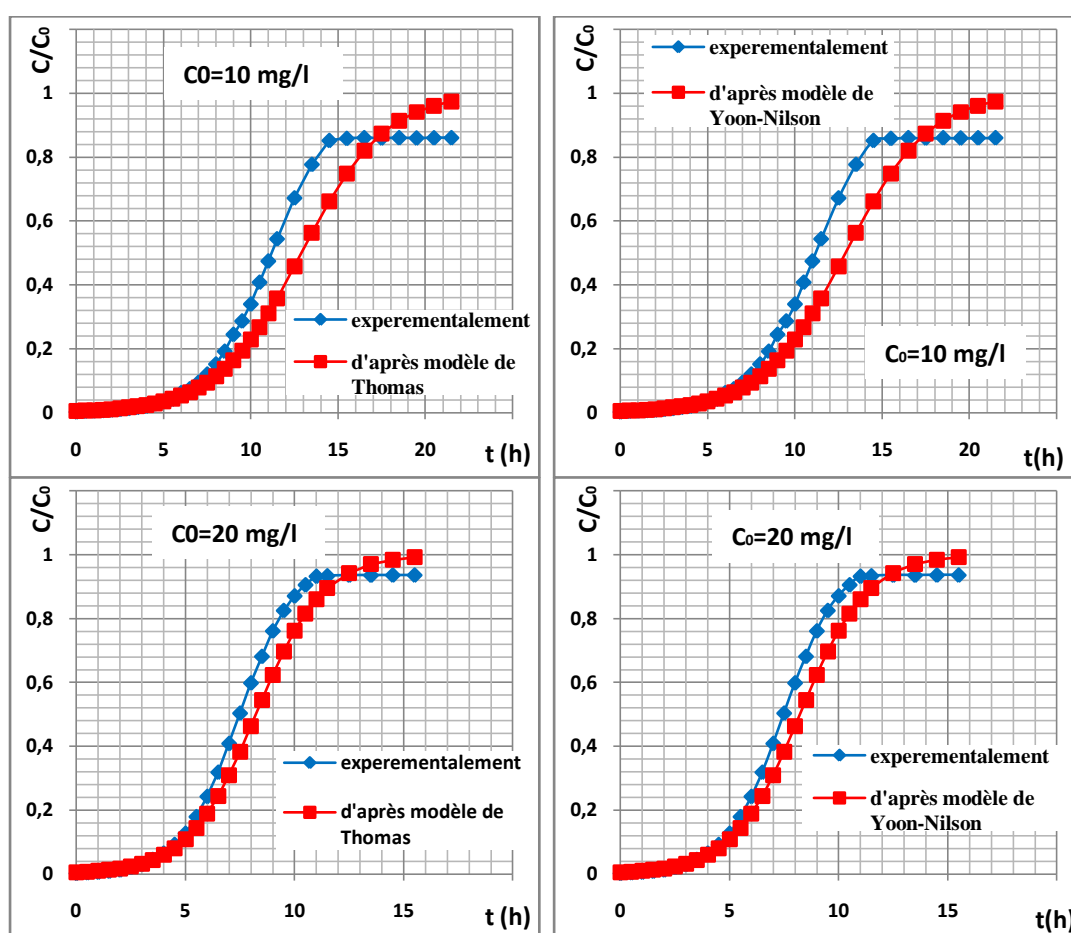 C/C₀
C0=10 mg/l
1
0,8
0,6
0,4
0,2
0
experementalement
d'après modèle de
Thomas
0 5 10 15 20
t (h)
C/C₀
experementalement
d'après modèle de
Yoon-Nilson
1
0,8
0,6
0,4
0,2
0
C₀=10 mg/l
0 5 10 15 20
t(h)
C/C₀
C0=20 mg/l
1
0,8
0,6
0,4
0,2
0
experementalement
d'après modèle de
Thomas
0 5 10 15
t (h)
C/C₀
C₀=20 mg/l
1
0,8
0,6
0,4
0,2
0
experementalement
d'après modèle de
Yoon-Nilson
0 5 10 15
t(h)